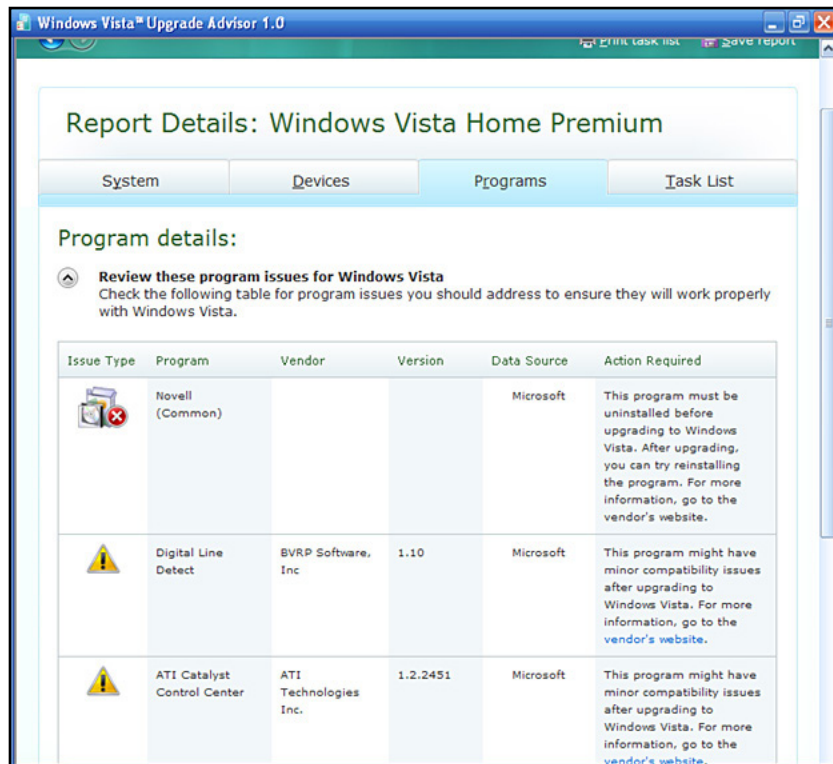 Windows Vista™ Upgrade Advisor 1.0
Print task list Save report
Report Details: Windows Vista Home Premium
System Devices Programs Task List
Program details:
Review these program issues for Windows Vista
Check the following table for program issues you should address to ensure they will work properly
with Windows Vista.
Issue Type Program Vendor Version Data Source Action Required
Novell Microsoft This program must be
(Common) uninstalled before
upgrading to Windows
Vista. After upgrading,
you can try reinstalling
the program. For more
information, go to the
vendor's website.
Digital Line BVRP Software, 1.10 Microsoft This program might have
Detect Inc minor compatibility issues
after upgrading to
Windows Vista. For more
information, go to the
vendor's website.
ATI Catalyst ATI 1.2.2451 Microsoft This program might have
Control Center Technologies minor compatibility issues
Inc. after upgrading to
Windows Vista. For more
information, go to the
vendor's website.